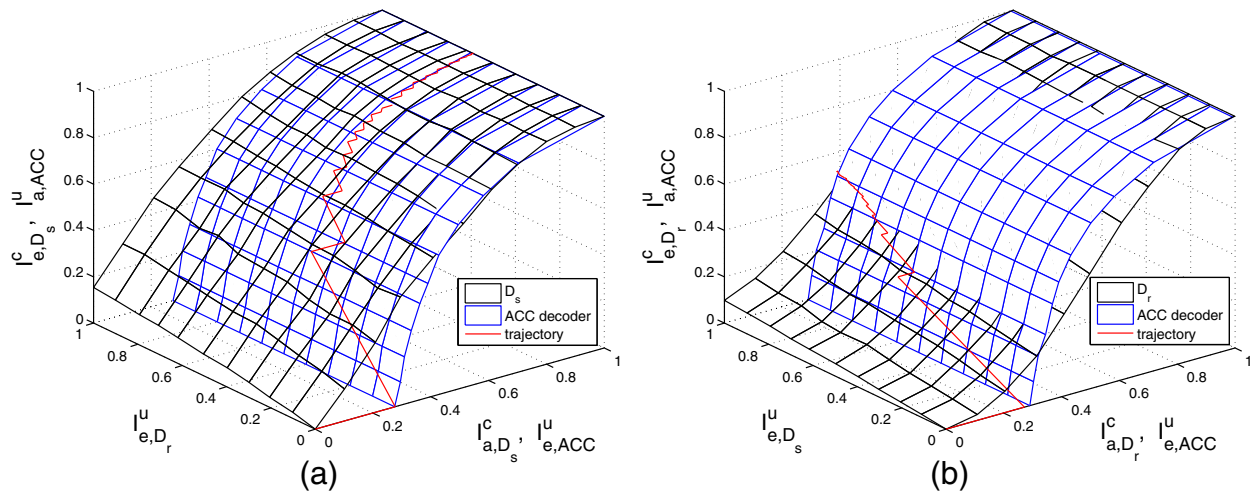 1
0.8
0.6
0.4
0.2
0
I^c_{e,D_s}, I^u_{a,ACC}
1
0.8
0.6
0.4
0.2
0
I^u_{e,D_r}
0
0.2
0.4
0.6
0.8
1
I^c_{a,D_s}, I^u_{e,ACC}
D_s
ACC decoder
trajectory
(a)
1
0.8
0.6
0.4
0.2
0
I^c_{e,D_r}, I^u_{a,ACC}
1
0.8
0.6
0.4
0.2
0
I^u_{e,D_s}
0
0.2
0.4
0.6
0.8
1
I^c_{a,D_r}, I^u_{e,ACC}
D_r
ACC decoder
trajectory
(b)